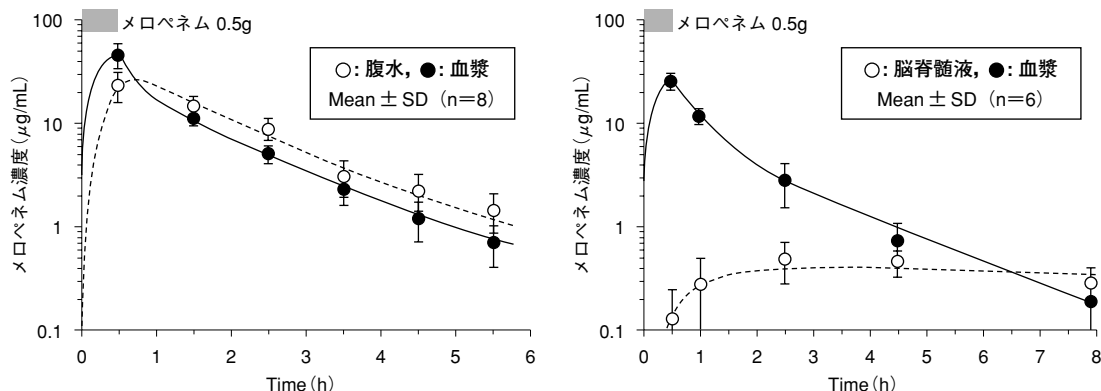 メロペネム 0.5g
○: 腹水, ●: 血漿
Mean ± SD (n=8)
メロペネム濃度(μg/mL)
100
10
1
0.1
0 1 2 3 4 5 6
Time(h)
メロペネム 0.5g
○: 脳脊髄液, ●: 血漿
Mean ± SD (n=6)
メロペネム濃度(μg/mL)
100
10
1
0.1
0 1 2 3 4 5 6 7 8
Time(h)